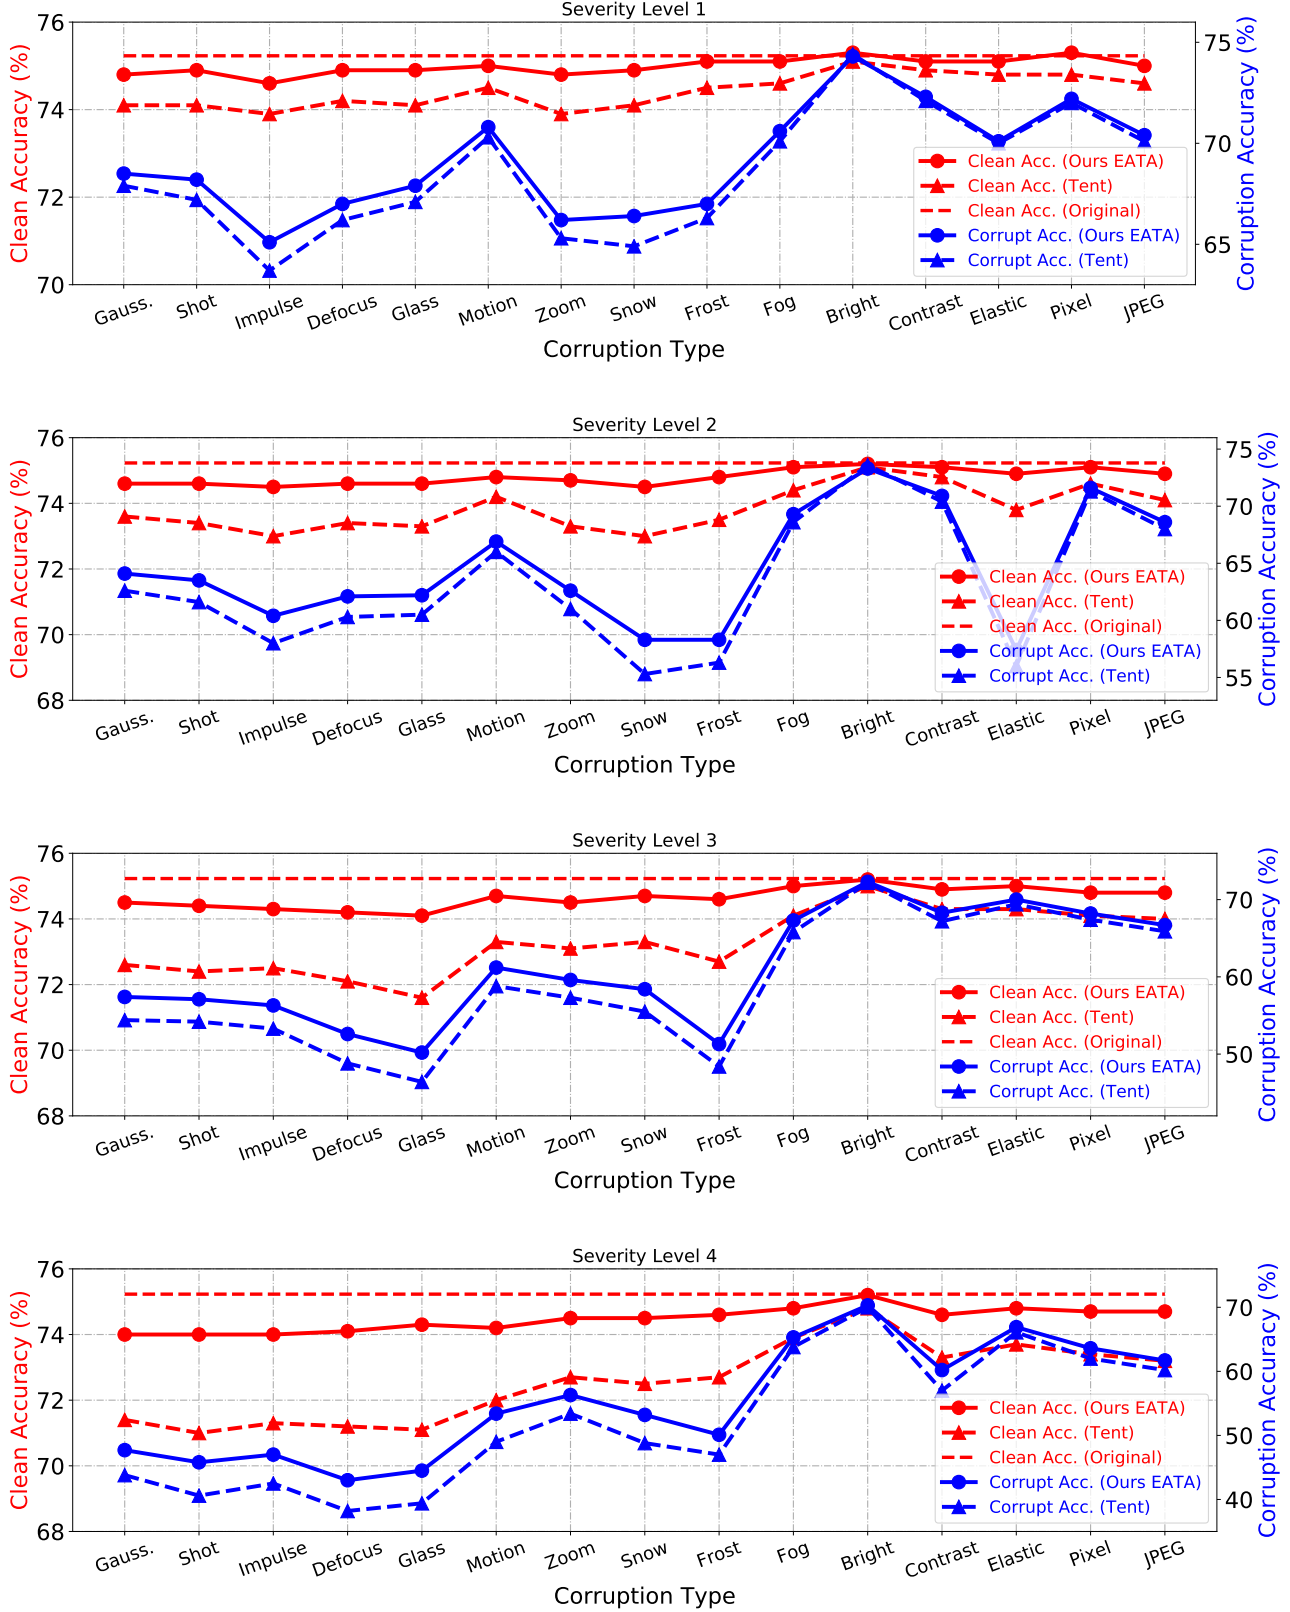 Severity Level 1
Clean Accuracy (%)
76
74
72
70
75
70
65
Corruption Accuracy (%)
Clean Acc. (Ours EATA)
Clean Acc. (Tent)
Clean Acc. (Original)
Corrupt Acc. (Ours EATA)
Corrupt Acc. (Tent)
Gauss. Shot Impulse Defocus Glass Motion Zoom Snow Frost Fog Bright Contrast Elastic Pixel JPEG
Corruption Type
Severity Level 2
Clean Accuracy (%)
76
74
72
70
68
75
70
65
60
55
Corruption Accuracy (%)
Clean Acc. (Ours EATA)
Clean Acc. (Tent)
Clean Acc. (Original)
Corrupt Acc. (Ours EATA)
Corrupt Acc. (Tent)
Gauss. Shot Impulse Defocus Glass Motion Zoom Snow Frost Fog Bright Contrast Elastic Pixel JPEG
Corruption Type
Severity Level 3
Clean Accuracy (%)
76
74
72
70
68
70
60
50
Corruption Accuracy (%)
Clean Acc. (Ours EATA)
Clean Acc. (Tent)
Clean Acc. (Original)
Corrupt Acc. (Ours EATA)
Corrupt Acc. (Tent)
Gauss. Shot Impulse Defocus Glass Motion Zoom Snow Frost Fog Bright Contrast Elastic Pixel JPEG
Corruption Type
Severity Level 4
Clean Accuracy (%)
76
74
72
70
68
70
60
50
40
Corruption Accuracy (%)
Clean Acc. (Ours EATA)
Clean Acc. (Tent)
Clean Acc. (Original)
Corrupt Acc. (Ours EATA)
Corrupt Acc. (Tent)
Gauss. Shot Impulse Defocus Glass Motion Zoom Snow Frost Fog Bright Contrast Elastic Pixel JPEG
Corruption Type